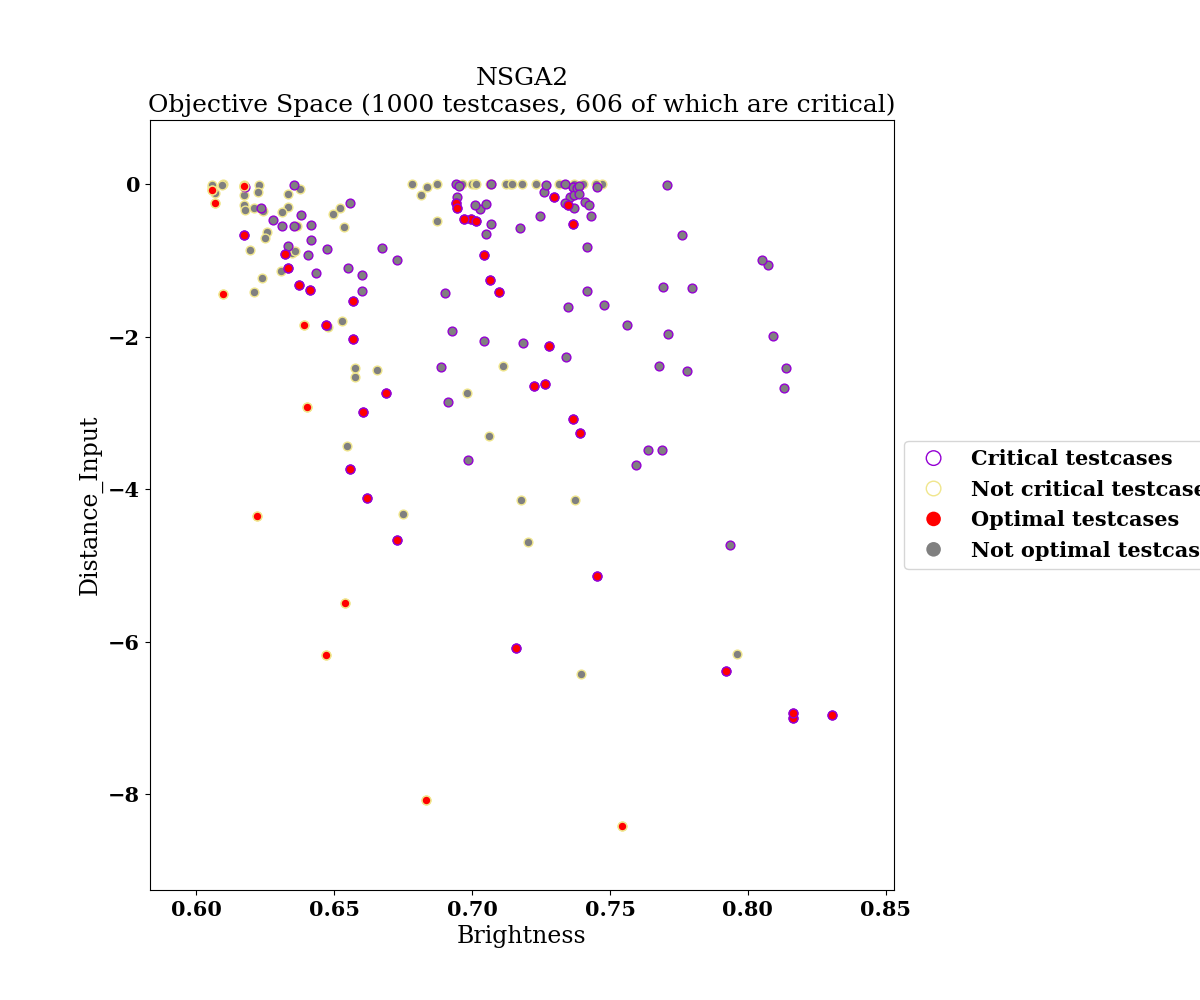 NSGA2
Objective Space (1000 testcases, 606 of which are critical)
0
−2
−4
−6
−8
Distance_Input
0.60
0.65
0.70
0.75
0.80
0.85
Brightness
Critical testcases
Not critical testcase
Optimal testcases
Not optimal testcas